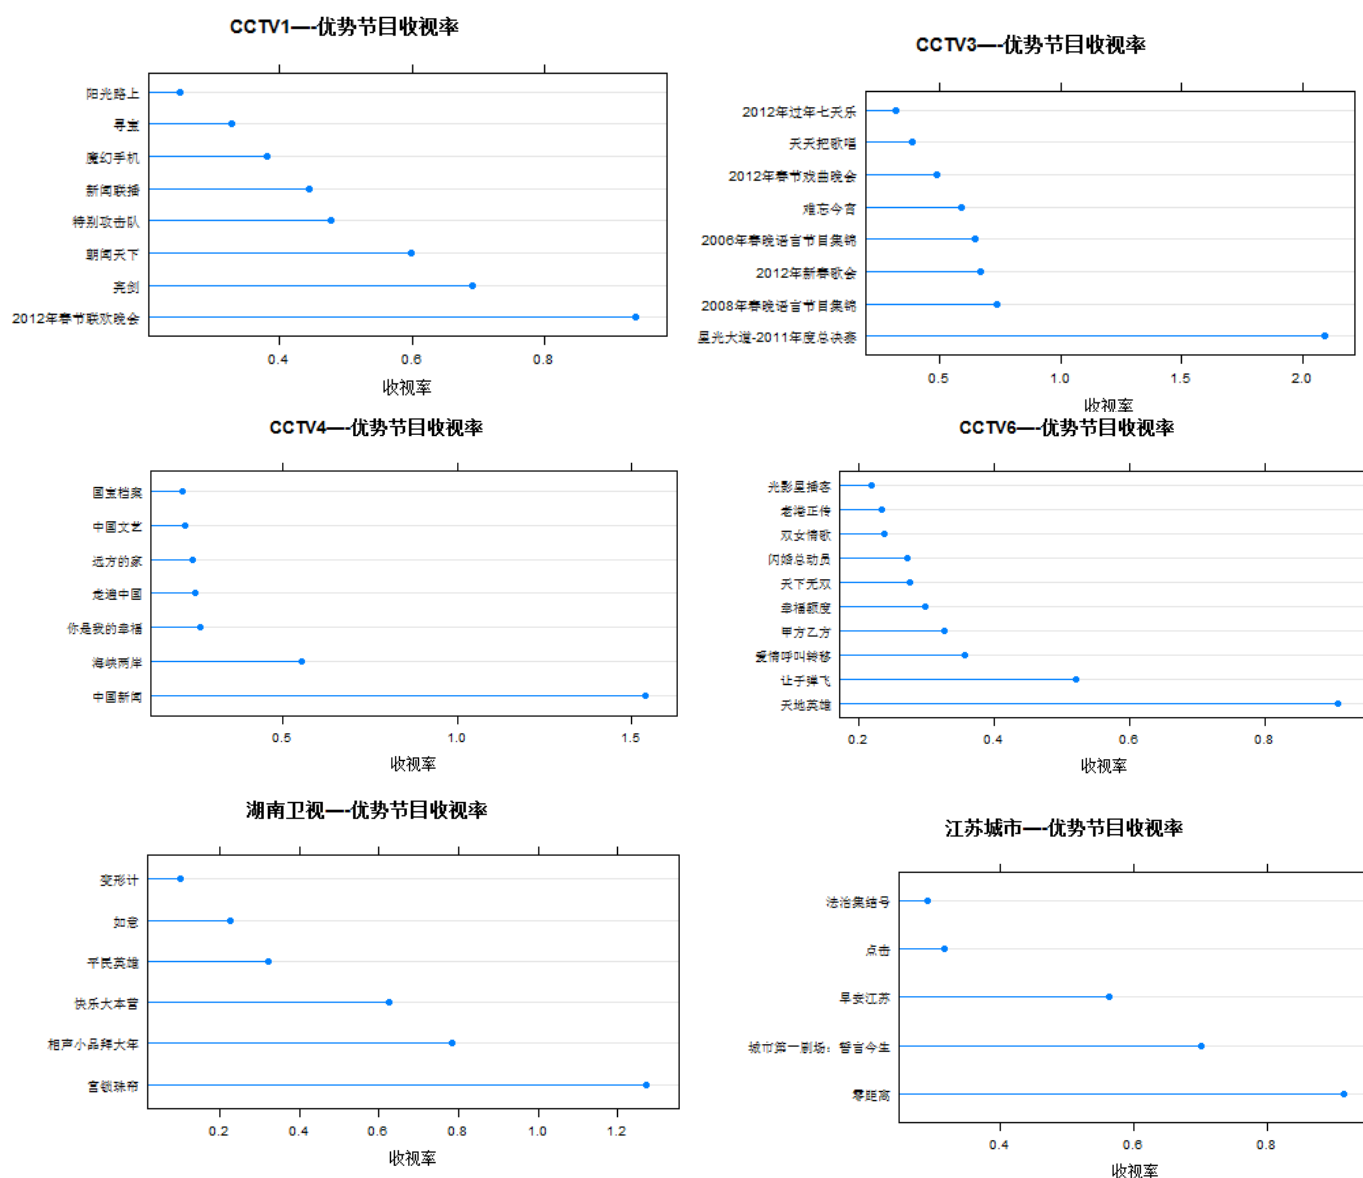 CCTV1—-优势节目收视率
阳光路上
寻宝
魔幻手机
新闻联播
特别攻击队
朝闻天下
亮剑
2012年春节联欢晚会
0.4 0.6 0.8
收视率
CCTV3—-优势节目收视率
2012年过年七天乐
天天把歌唱
2012年春节戏曲晚会
难忘今宵
2006年春晚语言节目集锦
2012年新春歌会
2008年春晚语言节目集锦
星光大道-2011年度总决赛
0.5 1.0 1.5 2.0
收视率
CCTV4—-优势节目收视率
国宝档案
中国文艺
远方的家
走遍中国
你是我的幸福
海峡两岸
中国新闻
0.5 1.0 1.5
收视率
CCTV6—-优势节目收视率
光影星播客
老港正传
双女情歌
闪婚总动员
天下无双
幸福额度
甲方乙方
爱情呼叫转移
让子弹飞
天地英雄
0.2 0.4 0.6 0.8
收视率
湖南卫视—-优势节目收视率
变形计
如意
平民英雄
快乐大本营
相声小品拜大年
宫锁珠帘
0.2 0.4 0.6 0.8 1.0 1.2
收视率
江苏城市—-优势节目收视率
法治集结号
点击
早安江苏
城市第一剧场：誓言今生
零距离
0.4 0.6 0.8
收视率